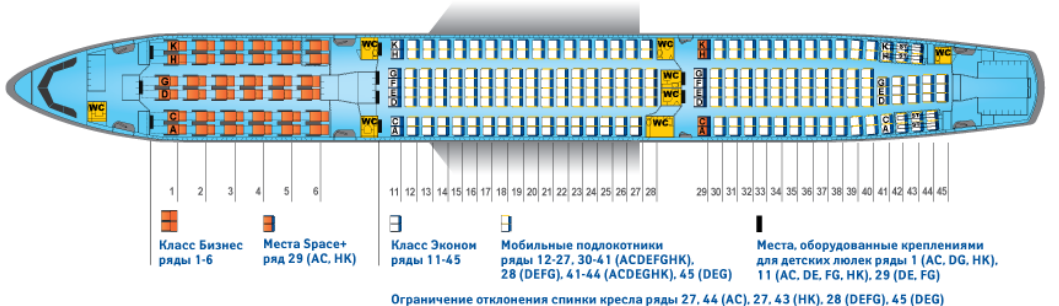 K
H
G
D
C
A
WC
WC
WC
K
H
G
F
E
D
C
A
WC
WC
WC
WC
K
H
G
F
E
D
C
A
K
H
G
E
D
C
A
WC
1 2 3 4 5 6 11 12 13 14 15 16 17 18 19 20 21 22 23 24 25 26 27 28 29 30 31 32 33 34 35 36 37 38 39 40 41 42 43 44 45
Класс Бизнес
ряды 1-6
Места Space+
ряд 29 (AC, HK)
Класс Эконом
ряды 11-45
Мобильные подлокотники
ряды 12-27, 30-41 (ACDEFGHK),
28 (DEFG), 41-44 (ACDEGHK), 45 (DEG)
Места, оборудованные креплениями
для детских люлек ряды 1 (AC, DG, HK),
11 (AC, DE, FG, HK), 29 (DE, FG)
Ограничение отклонения спинки кресла ряды 27, 44 (AC), 27, 43 (HK), 28 (DEFG), 45 (DEG)